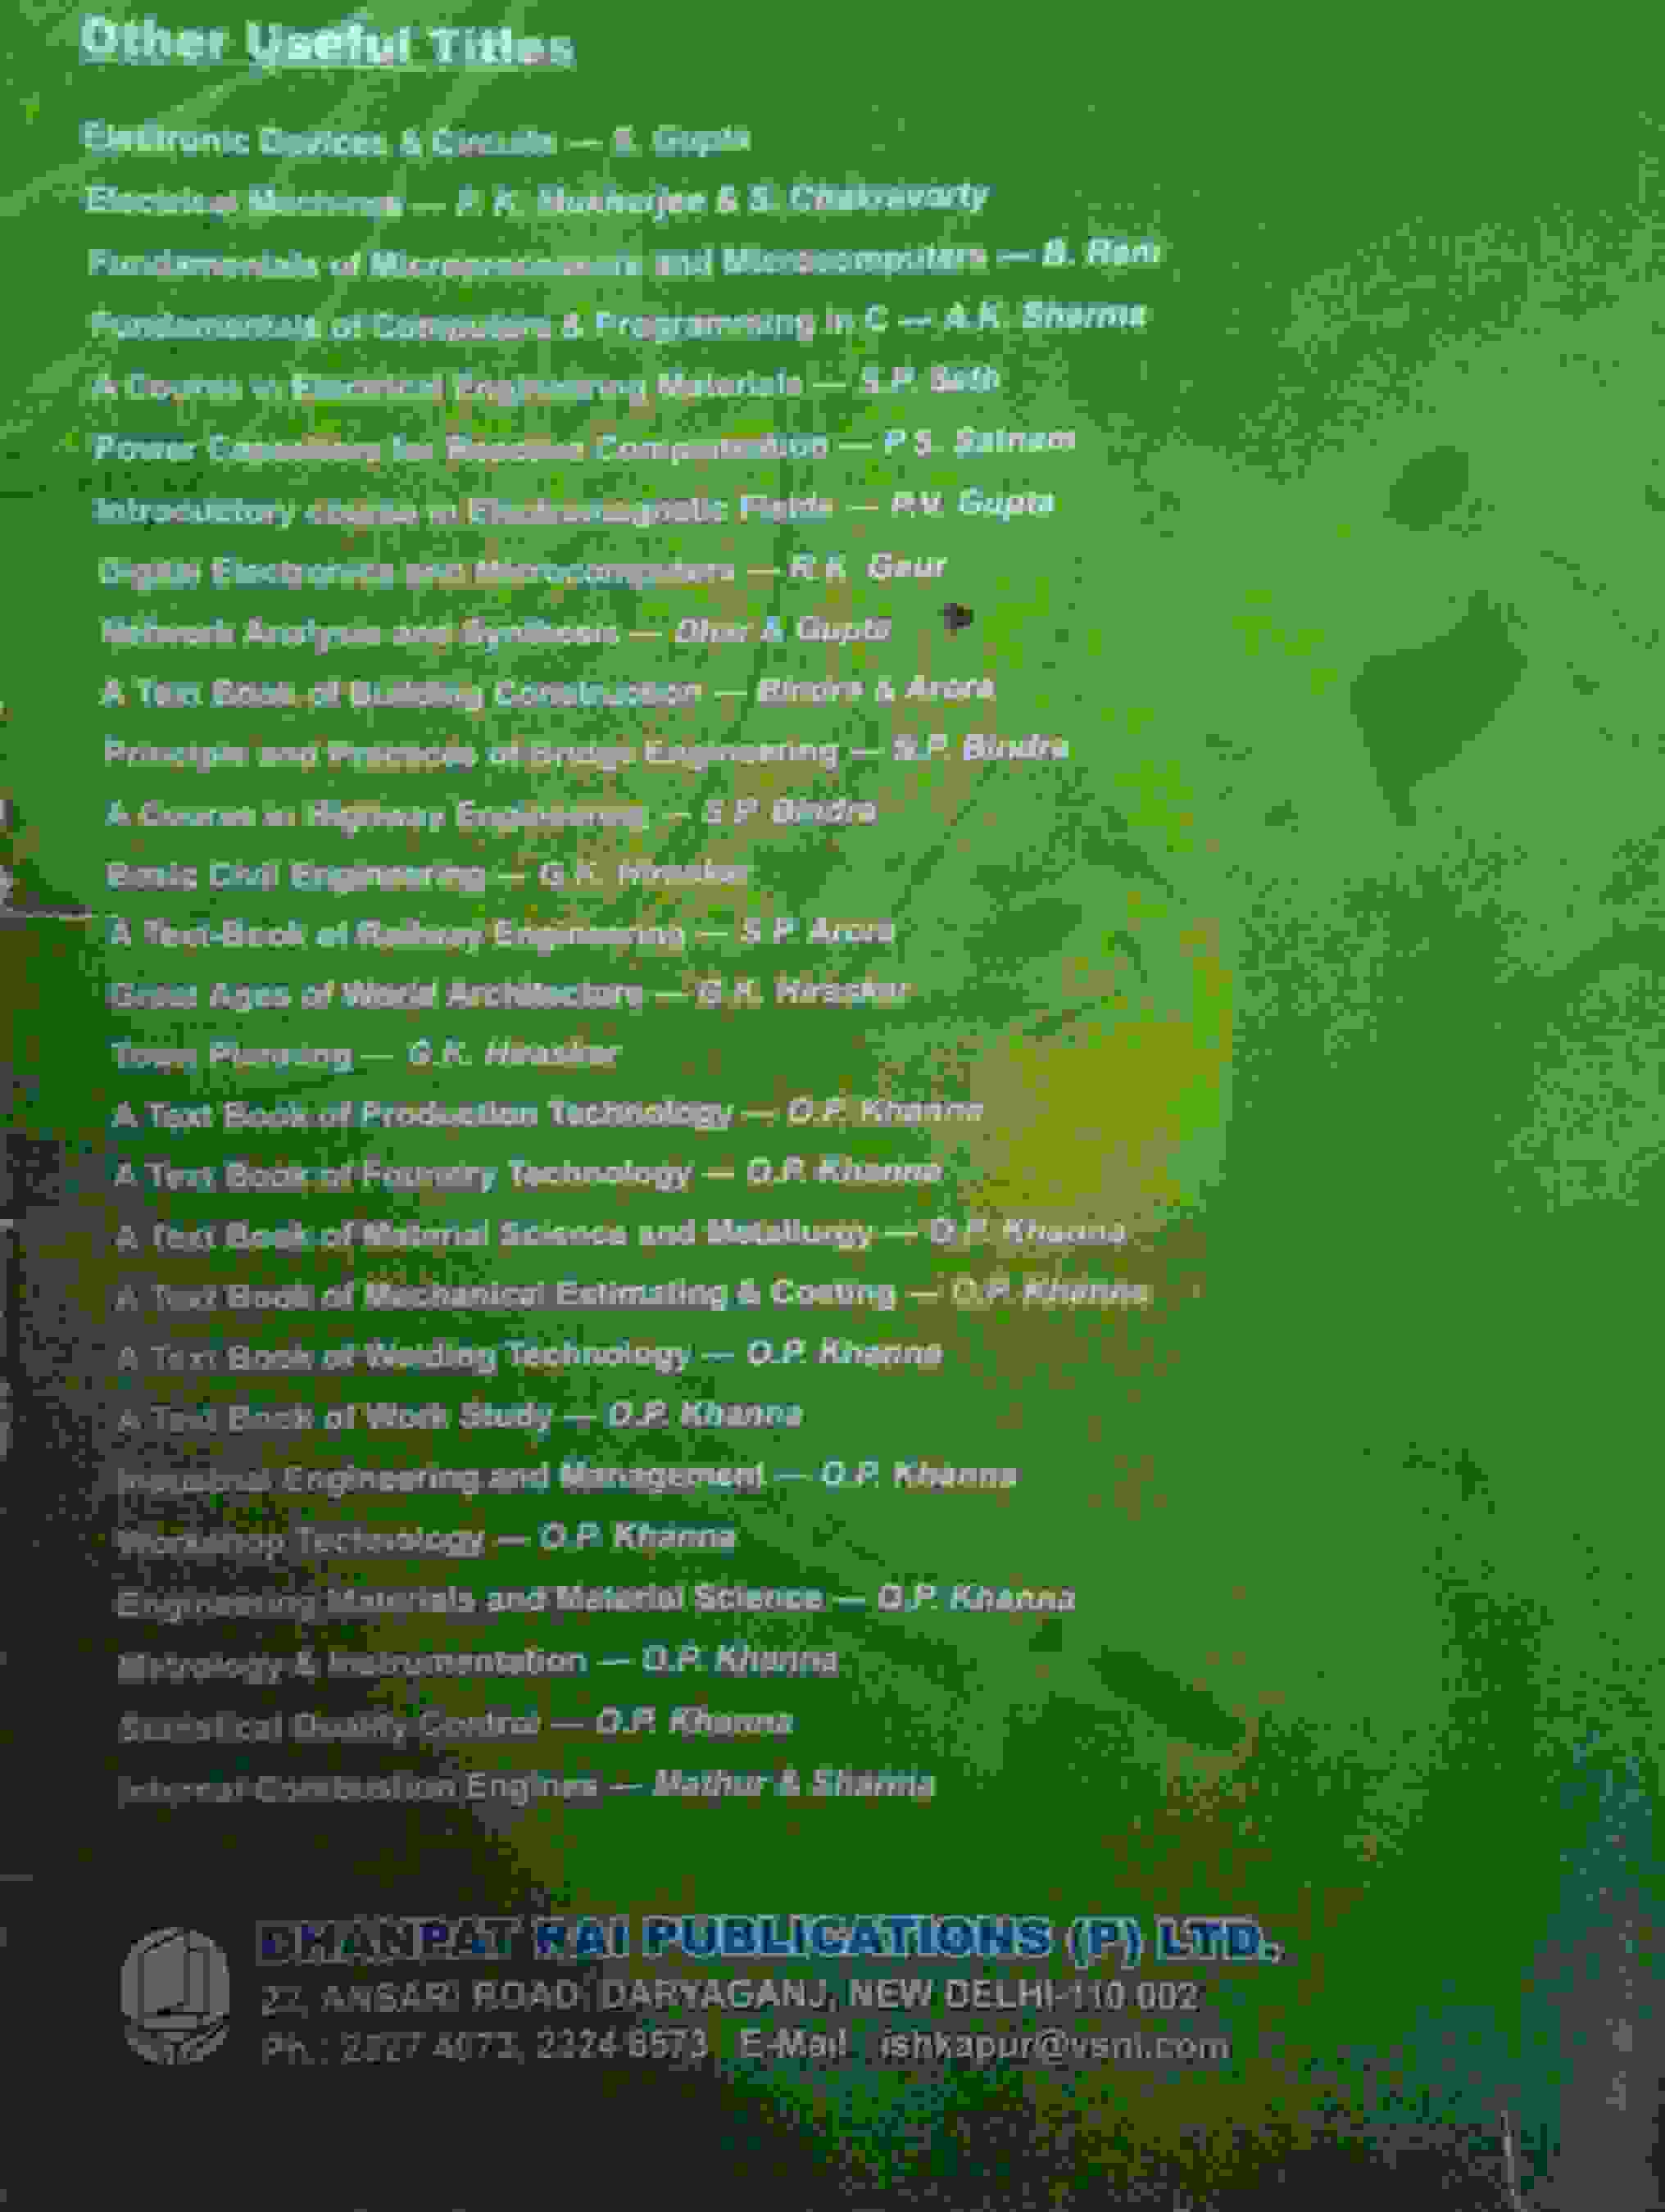 Other Useful Titles
Electronic Devices & Circuits — S. Gupta
Electrical Machines — P. K. Mukherjee & S. Chakravarty
Fundamentals of Microprocessors and Microcomputers — B. Ram
Fundamentals of Computers & Programming in C — A.K. Sharma
A Course in Electrical Engineering Materials — S.P. Seth
Power Capacitors for Reactive Compensation — P.S. Satnam
Introductory course in Electromagnetic Fields — P.V. Gupta
Digital Electronics and Microcomputers — R.K. Gaur
Network Analysis and Synthesis — Dhar & Gupta
A Text Book of Building Construction — Bindra & Arora
Principle and Practicals of Bridge Engineering — S.P. Bindra
A Course in Highway Engineering — S.P. Bindra
Basic Civil Engineering — G.K. Hiraskar
A Text-Book of Railway Engineering — S.P. Arora
Great Ages of World Architecture — G.K. Hiraskar
Town Planning — G.K. Hiraskar
A Text Book of Production Technology — O.P. Khanna
A Text Book of Foundry Technology — O.P. Khanna
A Text Book of Material Science and Metallurgy — O.P. Khanna
A Text Book of Mechanical Estimating & Costing — O.P. Khanna
A Text Book of Welding Technology — O.P. Khanna
A Text Book of Work Study — O.P. Khanna
Industrial Engineering and Management — O.P. Khanna
Workshop Technology — O.P. Khanna
Engineering Materials and Material Science — O.P. Khanna
Metrology & Instrumentation — O.P. Khanna
Statistical Quality Control — O.P. Khanna
Internal Combustion Engines — Mathur & Sharma
DHANPAT RAI PUBLICATIONS (P) LTD.
22, ANSARI ROAD, DARYAGANJ, NEW DELHI-110 002
Ph.: 2327 4073, 2324 6573 E-Mail ishkapur@vsnl.com